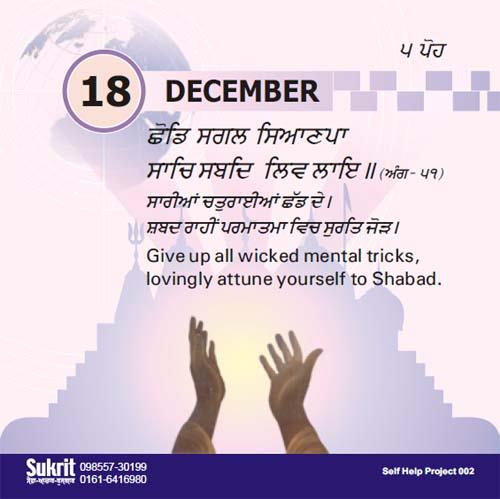 ੫ ਪੋਹ
18 DECEMBER
ਛੋਡਿ ਸਗਲ ਸਿਆਣਪਾ
ਸਾਚਿ ਸਬਦਿ ਲਿਵ ਲਾਇ ॥ (ਅੰਗ - ੫੧)
ਸਾਰੀਆਂ ਚਤੁਰਾਈਆਂ ਛੱਡ ਦੇ।
ਸ਼ਬਦ ਰਾਹੀਂ ਪਰਮਾਤਮਾ ਵਿਚ ਸੁਰਤਿ ਜੋੜ।
Give up all wicked mental tricks,
lovingly attune yourself to Shabad.
Sukrit 098557-30199
0161-6416980
Self Help Project 002